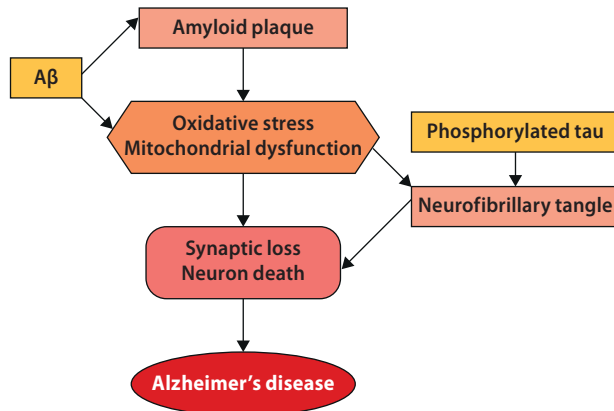 Amyloid plaque
Aβ
Oxidative stress
Mitochondrial dysfunction
Phosphorylated tau
Neurofibrillary tangle
Synaptic loss
Neuron death
Alzheimer’s disease